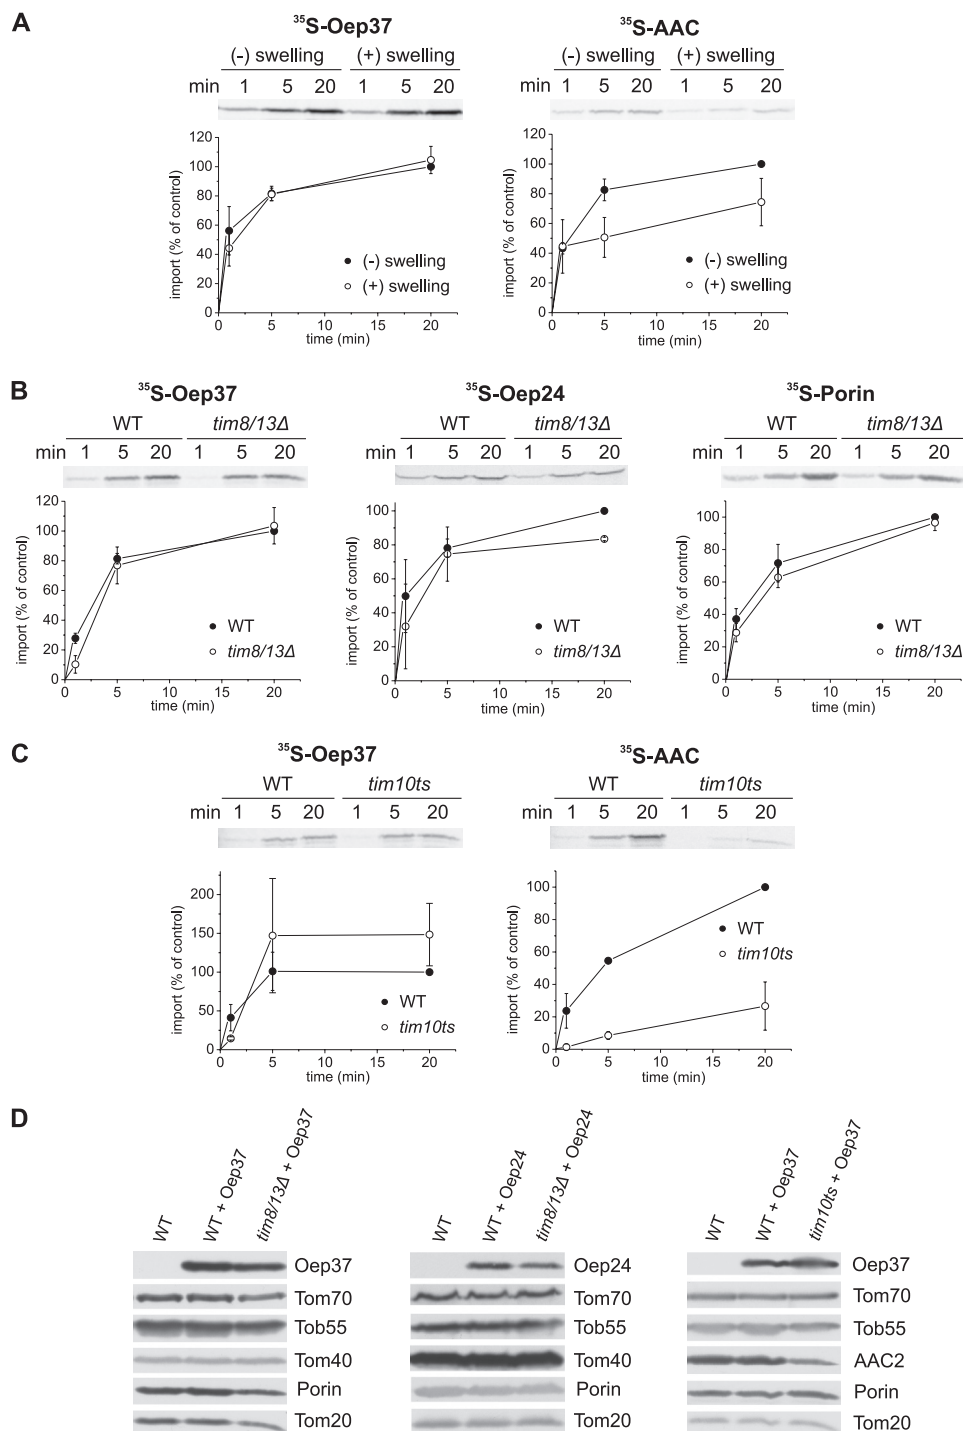 A
³⁵S-Oep37
(-) swelling (+) swelling
min 1 5 20 1 5 20
import (% of control)
120
100
80
60
40
20
0
(-) swelling
(+) swelling
0 5 10 15 20
time (min)
³⁵S-AAC
(-) swelling (+) swelling
1 5 20 1 5 20
import (% of control)
120
100
80
60
40
20
0
(-) swelling
(+) swelling
0 5 10 15 20
time (min)
B
³⁵S-Oep37
WT tim8/13Δ
min 1 5 20 1 5 20
import (% of control)
120
100
80
60
40
20
0
WT
tim8/13Δ
0 5 10 15 20
time (min)
³⁵S-Oep24
WT tim8/13Δ
min 1 5 20 1 5 20
import (% of control)
100
80
60
40
20
0
WT
tim8/13Δ
0 5 10 15 20
time (min)
³⁵S-Porin
WT tim8/13Δ
min 1 5 20 1 5 20
import (% of control)
100
80
60
40
20
0
WT
tim8/13Δ
0 5 10 15 20
time (min)
C
³⁵S-Oep37
WT tim10ts
min 1 5 20 1 5 20
import (% of control)
200
150
100
50
0
WT
tim10ts
0 5 10 15 20
time (min)
³⁵S-AAC
WT tim10ts
min 1 5 20 1 5 20
import (% of control)
100
80
60
40
20
0
WT
tim10ts
0 5 10 15 20
time (min)
D
WT
WT + Oep37
tim8/13Δ + Oep37
Oep37
Tom70
Tob55
Tom40
Porin
Tom20
WT
WT + Oep24
tim8/13Δ + Oep24
Oep24
Tom70
Tob55
Tom40
Porin
Tom20
WT
WT + Oep37
tim10ts + Oep37
Oep37
Tom70
Tob55
AAC2
Porin
Tom20